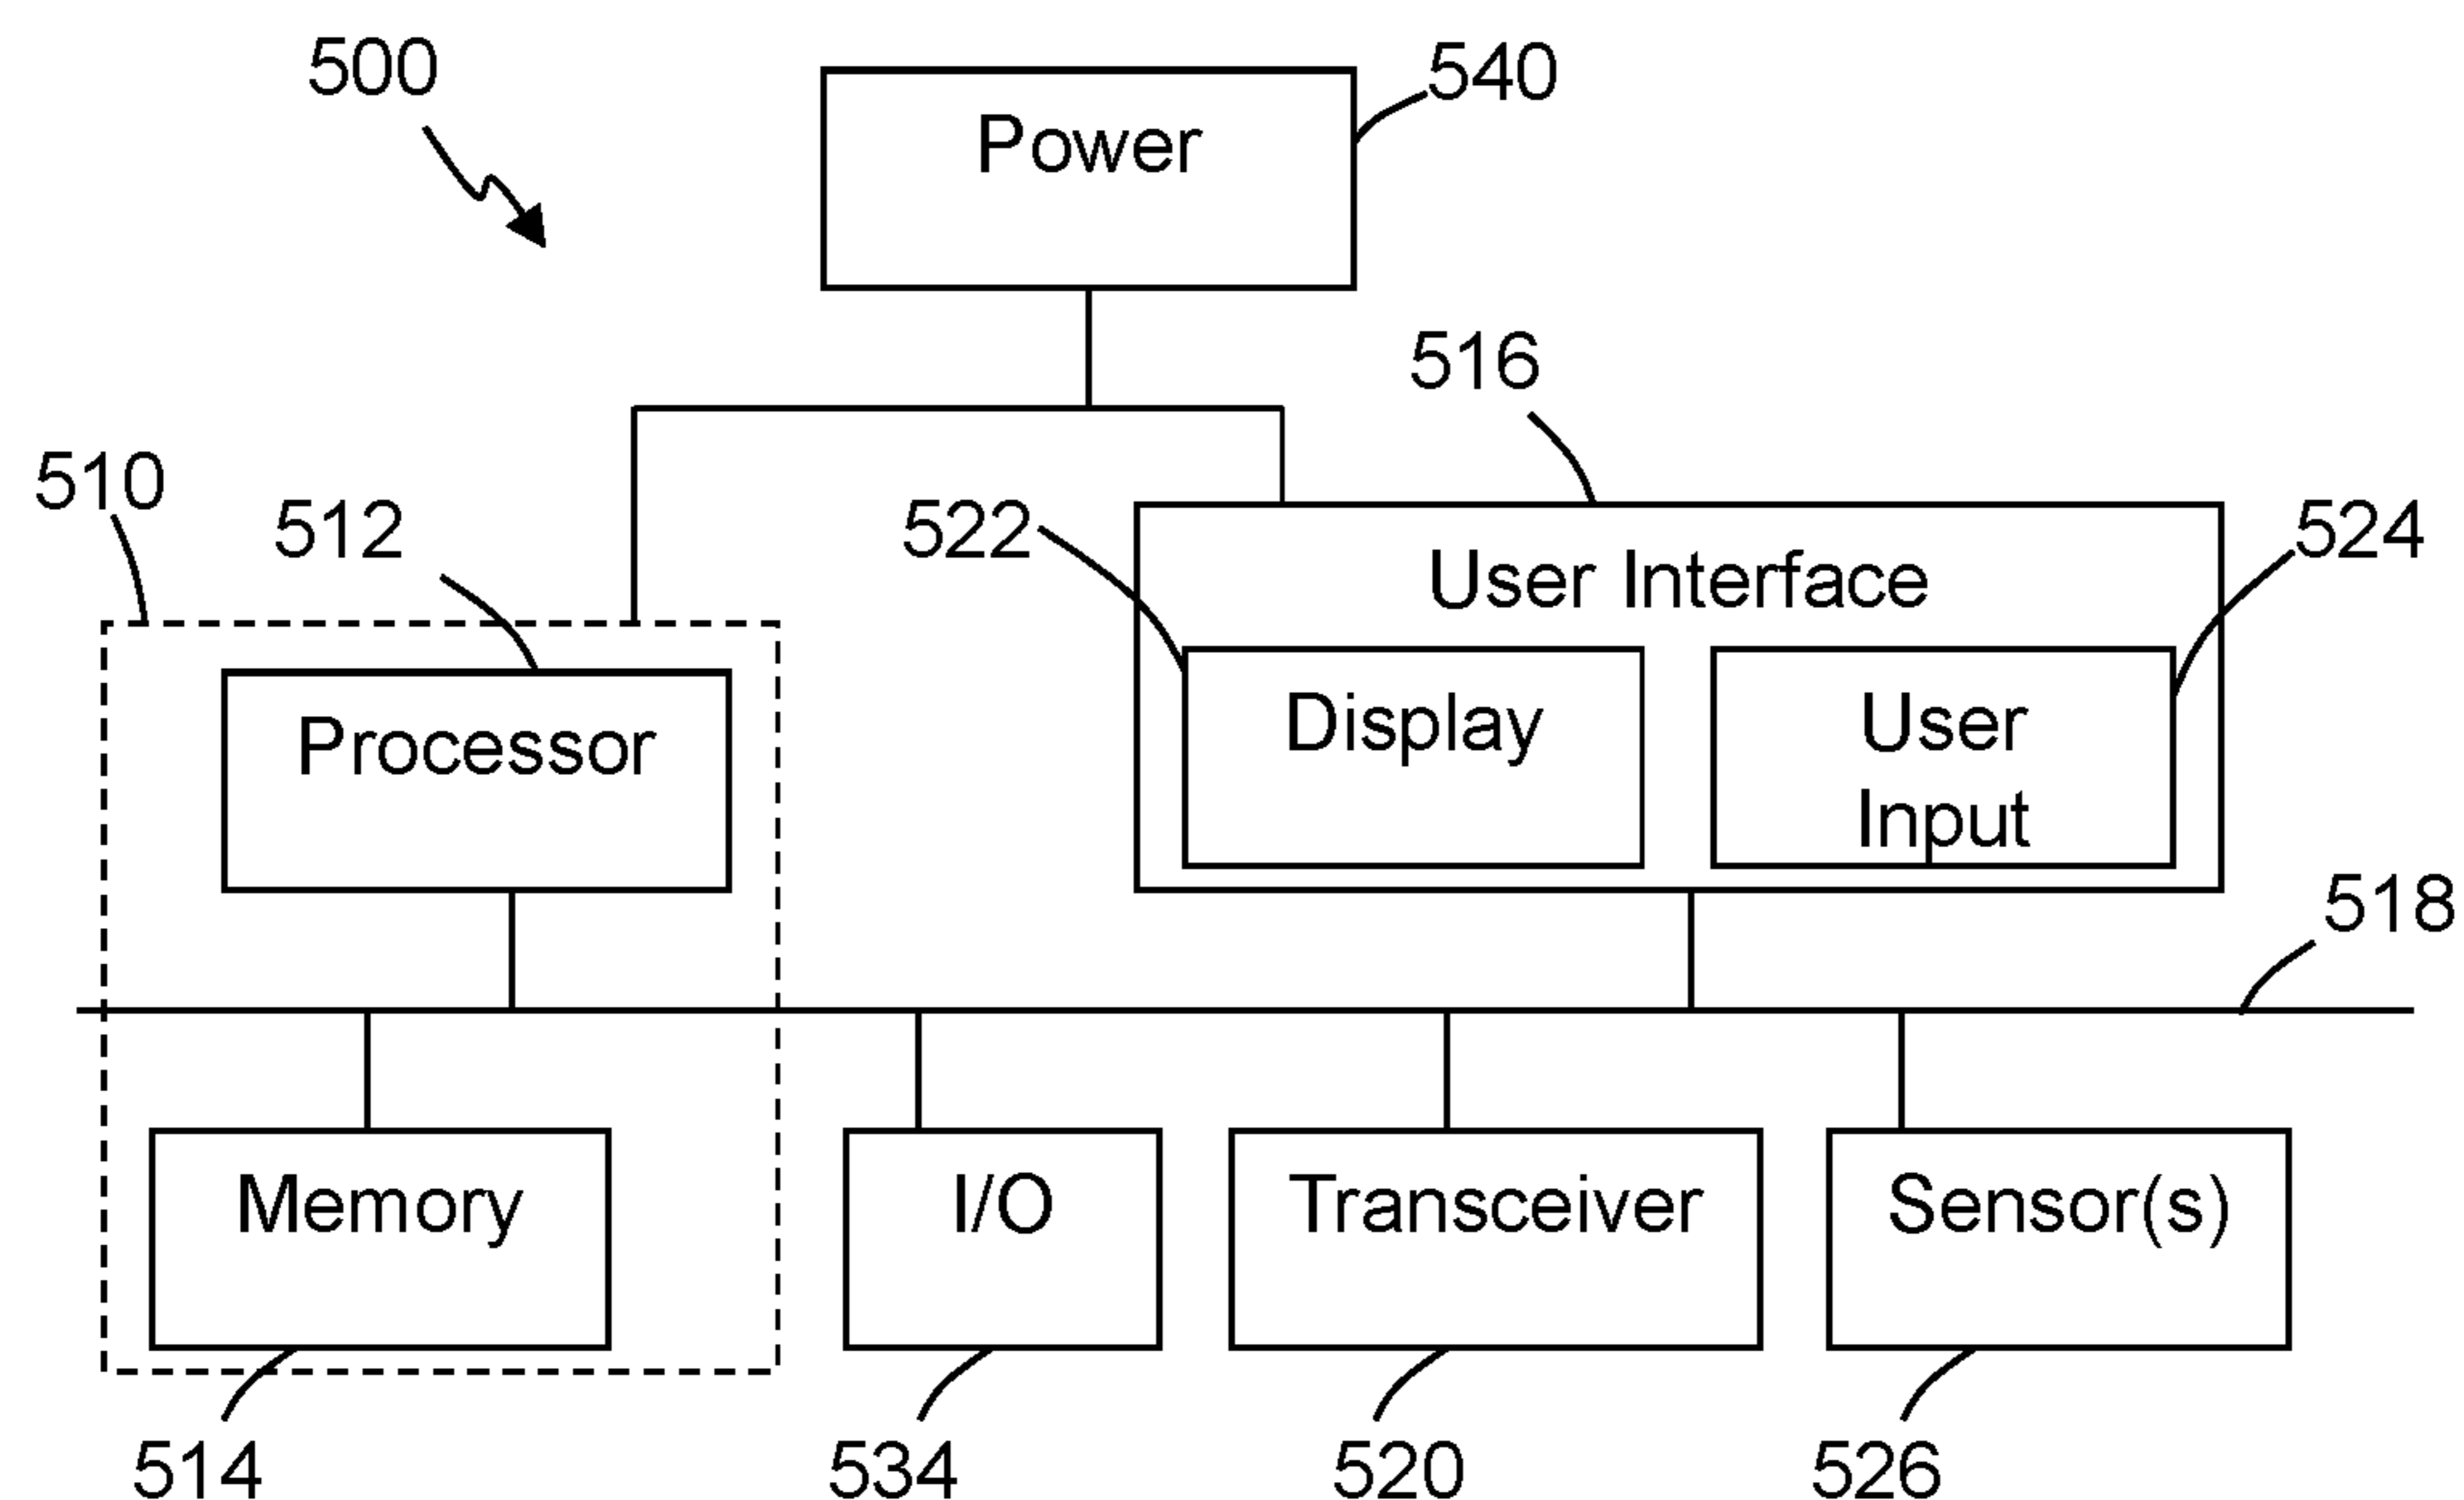 500
540
Power
516
510
512
522
524
User Interface
Processor
Display
User
Input
518
Memory
I/O
Transceiver
Sensor(s)
514
534
520
526